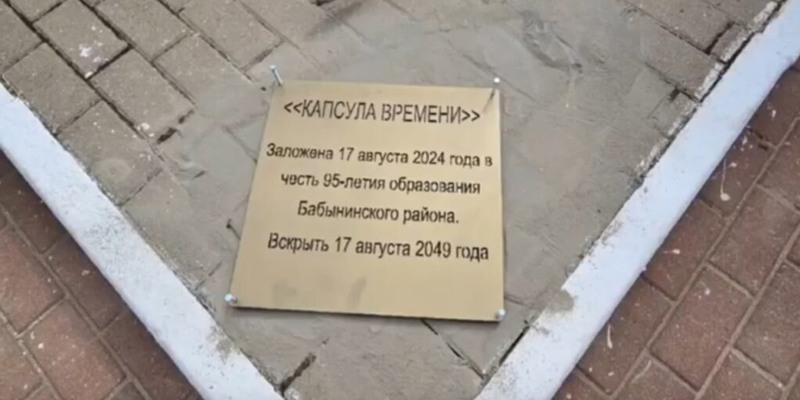 <<КАПСУЛА ВРЕМЕНИ>>
Заложена 17 августа 2024 года в
честь 95-летия образования
Бабынинского района.
Вскрыть 17 августа 2049 года